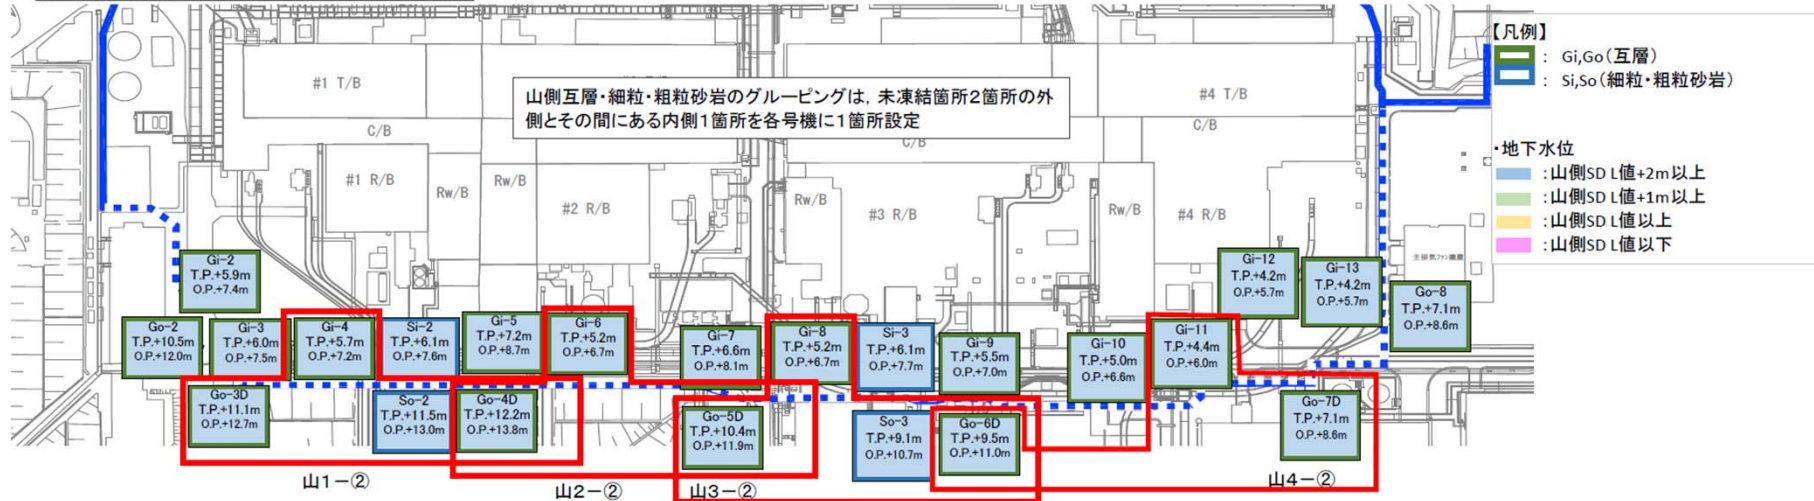 【凡例】
: Gi,Go(互層)
: Si,So(細粒・粗粒砂岩)
・地下水位
:山側SD L値+2m以上
:山側SD L値+1m以上
:山側SD L値以上
:山側SD L値以下
#1 T/B
#4 T/B
山側互層・細粒・粗粒砂岩のグルーピングは，未凍結箇所2箇所の外
側とその間にある内側1箇所を各号機に1箇所設定
C/B
C/B
C/B
#1 R/B
Rw/B
Rw/B
#2 R/B
Rw/B
#3 R/B
Rw/B
#4 R/B
主排気ファン建屋
Gi-2
T.P.+5.9m
O.P.+7.4m
Gi-12
T.P.+4.2m
O.P.+5.7m
Gi-13
T.P.+4.2m
O.P.+5.7m
Go-8
T.P.+7.1m
O.P.+8.6m
Go-2
T.P.+10.5m
O.P.+12.0m
Gi-3
T.P.+6.0m
O.P.+7.5m
Gi-4
T.P.+5.7m
O.P.+7.2m
Si-2
T.P.+6.1m
O.P.+7.6m
Gi-5
T.P.+7.2m
O.P.+8.7m
Gi-6
T.P.+5.2m
O.P.+6.7m
Gi-7
T.P.+6.6m
O.P.+8.1m
Gi-8
T.P.+5.2m
O.P.+6.7m
Si-3
T.P.+6.1m
O.P.+7.7m
Gi-9
T.P.+5.5m
O.P.+7.0m
Gi-10
T.P.+5.0m
O.P.+6.6m
Gi-11
T.P.+4.4m
O.P.+6.0m
Go-3D
T.P.+11.1m
O.P.+12.7m
So-2
T.P.+11.5m
O.P.+13.0m
Go-4D
T.P.+12.2m
O.P.+13.8m
Go-5D
T.P.+10.4m
O.P.+11.9m
So-3
T.P.+9.1m
O.P.+10.7m
Go-6D
T.P.+9.5m
O.P.+11.0m
Go-7D
T.P.+7.1m
O.P.+8.6m
山1-②
山2-②
山3-②
山4-②